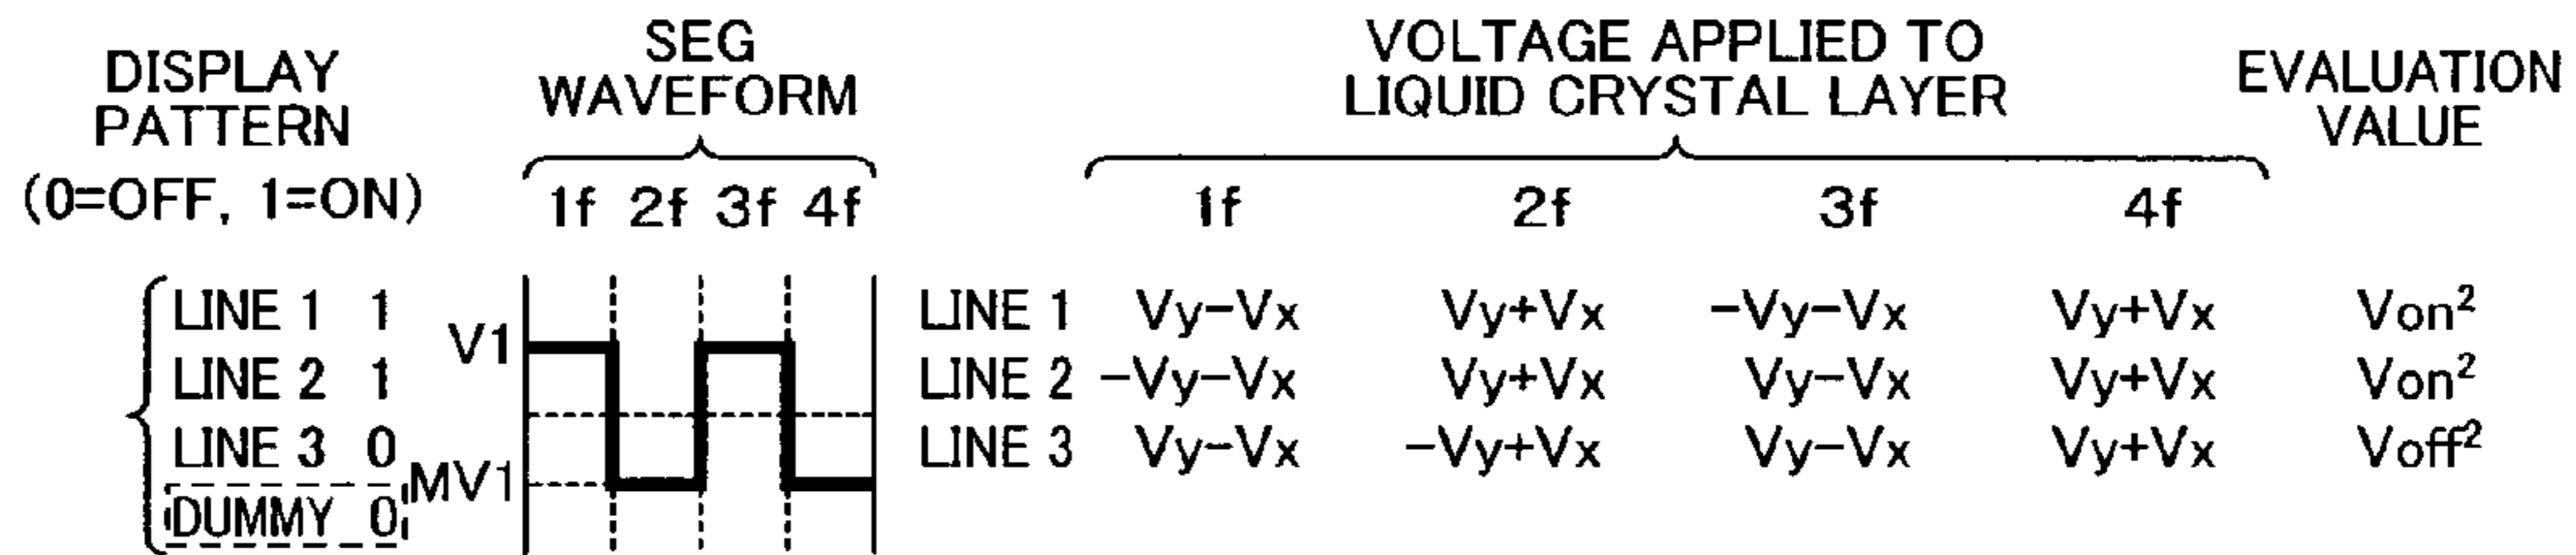 DISPLAY PATTERN
(0=OFF, 1=ON)
SEG WAVEFORM
1f 2f 3f 4f
VOLTAGE APPLIED TO
LIQUID CRYSTAL LAYER
1f 2f 3f 4f
EVALUATION VALUE
LINE 1 1
LINE 2 1
LINE 3 0
DUMMY 0
V1
MV1
LINE 1 Vy-Vx Vy+Vx -Vy-Vx Vy+Vx Von²
LINE 2 -Vy-Vx Vy+Vx Vy-Vx Vy+Vx Von²
LINE 3 Vy-Vx -Vy+Vx Vy-Vx Vy+Vx Voff²